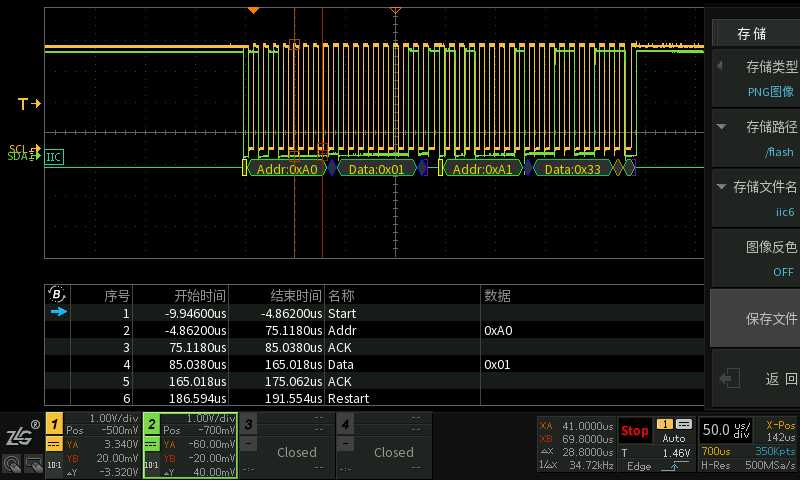 存 储
存储类型
PNG图像
T
存储路径
/flash
SCL
SDA
IIC
Addr:0xA0
Data:0x01
Addr:0xA1
Data:0x33
存储文件名
iic6
图像反色
OFF
B 序号 开始时间 结束时间 名称 数据
1 -9.94600us -4.86200us Start
2 -4.86200us 75.1180us Addr 0xA0
3 75.1180us 85.0380us ACK
4 85.0380us 165.018us Data 0x01
5 165.018us 175.062us ACK
6 186.594us 191.554us Restart
保存文件
返 回
ZLG®
1 1.00V/div
Pos -500mV
YA 3.340V
YB 20.00mV
10:1 △Y -3.320V
2 1.00V/div
Pos -700mV
YA -60.00mV
YB -20.00mV
10:1 △Y 40.00mV
3 --
--
– Closed
-:- --
4 --
--
– Closed
-:- --
XA 41.0000us
XB 69.8000us
△X 28.8000us
1/△X 34.72kHz
Stop 1
Auto
T 1.46V
Edge
50.0 us/div
X-Pos
142us
700us 350Kpts
H-Res 500MSa/s